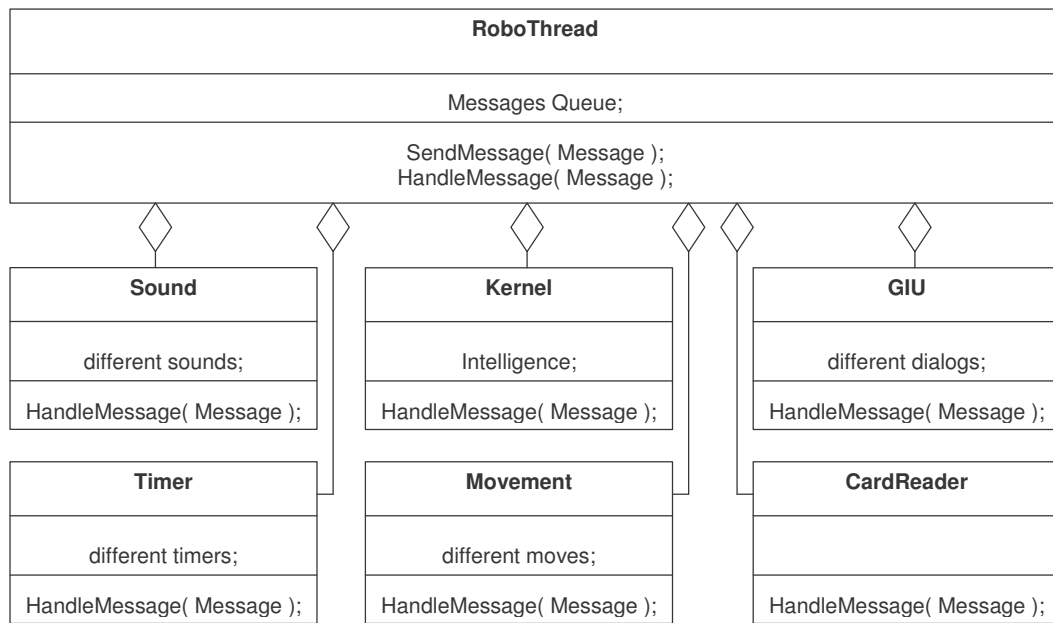 RoboThread
Messages Queue;
SendMessage( Message );
HandleMessage( Message );
Sound
different sounds;
HandleMessage( Message );
Kernel
Intelligence;
HandleMessage( Message );
GIU
different dialogs;
HandleMessage( Message );
Timer
different timers;
HandleMessage( Message );
Movement
different moves;
HandleMessage( Message );
CardReader
HandleMessage( Message );